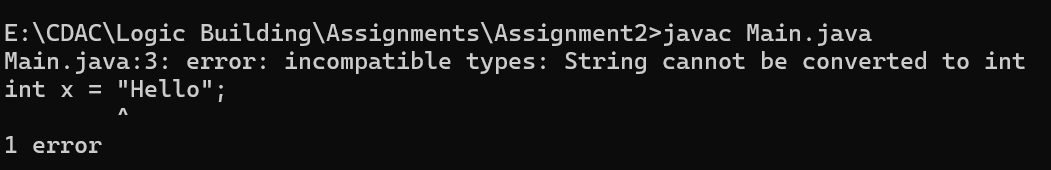 E:\CDAC\Logic Building\Assignments\Assignment2>javac Main.java
Main.java:3: error: incompatible types: String cannot be converted to int
int x = "Hello";
        ^
1 error